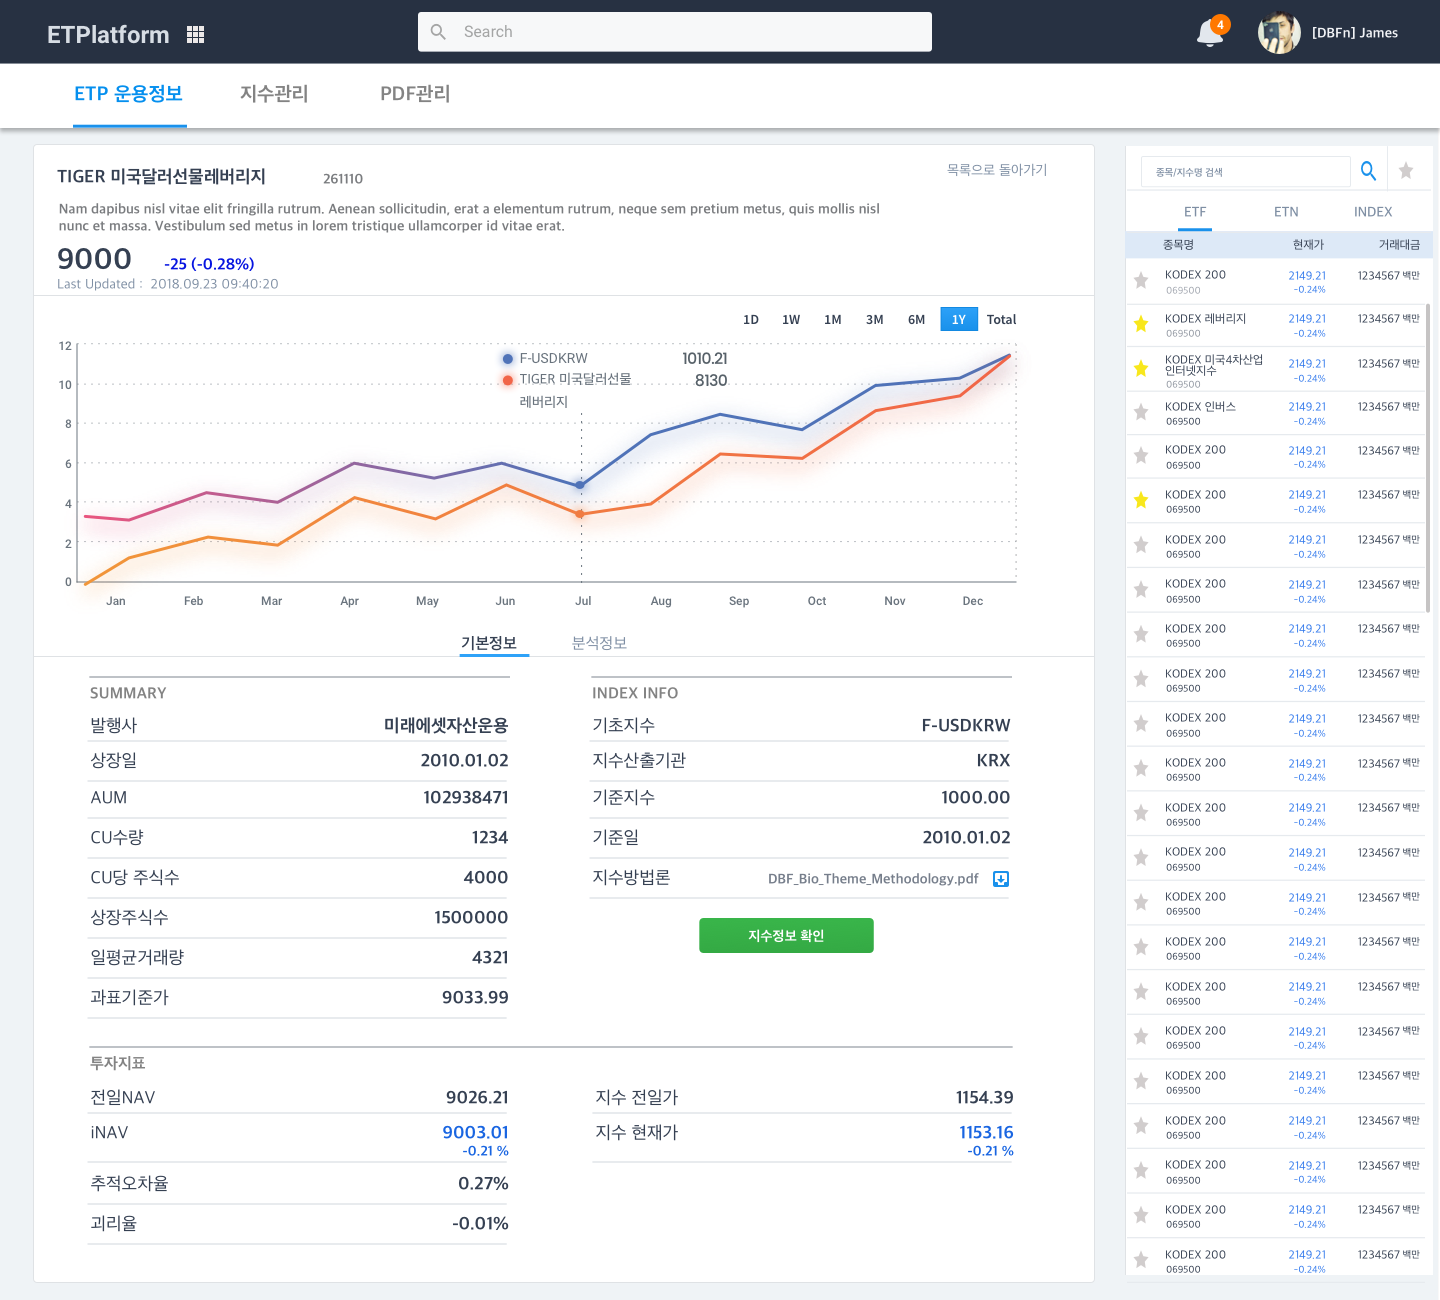 ETPlatform
Search
4
[DBFn] James
ETP 운용정보 지수관리 PDF관리
TIGER 미국달러선물레버리지 261110 목록으로 돌아가기
Nam dapibus nisl vitae elit fringilla rutrum. Aenean sollicitudin, erat a elementum rutrum, neque sem pretium metus, quis mollis nisl
nunc et massa. Vestibulum sed metus in lorem tristique ullamcorper id vitae erat.
9000 -25 (-0.28%)
Last Updated : 2018.09.23 09:40:20
1D 1W 1M 3M 6M 1Y Total
F-USDKRW 1010.21
TIGER 미국달러선물 8130
레버리지
12
10
8
6
4
2
0
Jan Feb Mar Apr May Jun Jul Aug Sep Oct Nov Dec
기본정보 분석정보
SUMMARY
발행사 미래에셋자산운용
상장일 2010.01.02
AUM 102938471
CU수량 1234
CU당 주식수 4000
상장주식수 1500000
일평균거래량 4321
과표기준가 9033.99
INDEX INFO
기초지수 F-USDKRW
지수산출기관 KRX
기준지수 1000.00
기준일 2010.01.02
지수방법론 DBF_Bio_Theme_Methodology.pdf
지수정보 확인
투자지표
전일NAV 9026.21
iNAV 9003.01
-0.21 %
추적오차율 0.27%
괴리율 -0.01%
지수 전일가 1154.39
지수 현재가 1153.16
-0.21 %
종목/지수명 검색
ETF ETN INDEX
종목명 현재가 거래대금
KODEX 200 2149.21 1234567 백만
069500 -0.24%
KODEX 레버리지 2149.21 1234567 백만
069500 -0.24%
KODEX 미국4차산업 2149.21 1234567 백만
인터넷지수
069500 -0.24%
KODEX 인버스 2149.21 1234567 백만
069500 -0.24%
KODEX 200 2149.21 1234567 백만
069500 -0.24%
KODEX 200 2149.21 1234567 백만
069500 -0.24%
KODEX 200 2149.21 1234567 백만
069500 -0.24%
KODEX 200 2149.21 1234567 백만
069500 -0.24%
KODEX 200 2149.21 1234567 백만
069500 -0.24%
KODEX 200 2149.21 1234567 백만
069500 -0.24%
KODEX 200 2149.21 1234567 백만
069500 -0.24%
KODEX 200 2149.21 1234567 백만
069500 -0.24%
KODEX 200 2149.21 1234567 백만
069500 -0.24%
KODEX 200 2149.21 1234567 백만
069500 -0.24%
KODEX 200 2149.21 1234567 백만
069500 -0.24%
KODEX 200 2149.21 1234567 백만
069500 -0.24%
KODEX 200 2149.21 1234567 백만
069500 -0.24%
KODEX 200 2149.21 1234567 백만
069500 -0.24%
KODEX 200 2149.21 1234567 백만
069500 -0.24%
KODEX 200 2149.21 1234567 백만
069500 -0.24%
KODEX 200 2149.21 1234567 백만
069500 -0.24%
KODEX 200 2149.21 1234567 백만
069500 -0.24%
KODEX 200 2149.21 1234567 백만
069500 -0.24%